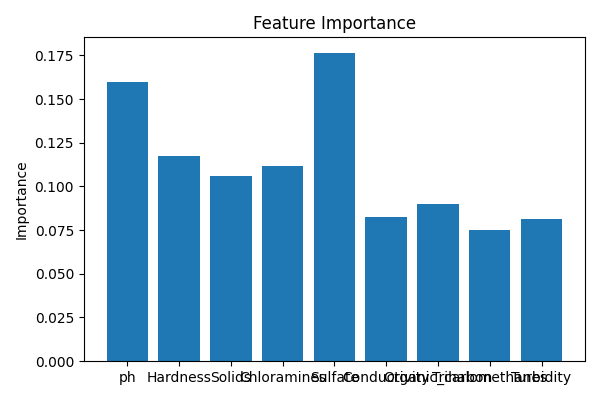 Feature Importance
Importance
0.175
0.150
0.125
0.100
0.075
0.050
0.025
0.000
ph Hardness Solids Chloramines Sulfate Conductivity Organic_carbon Trihalomethanes Turbidity